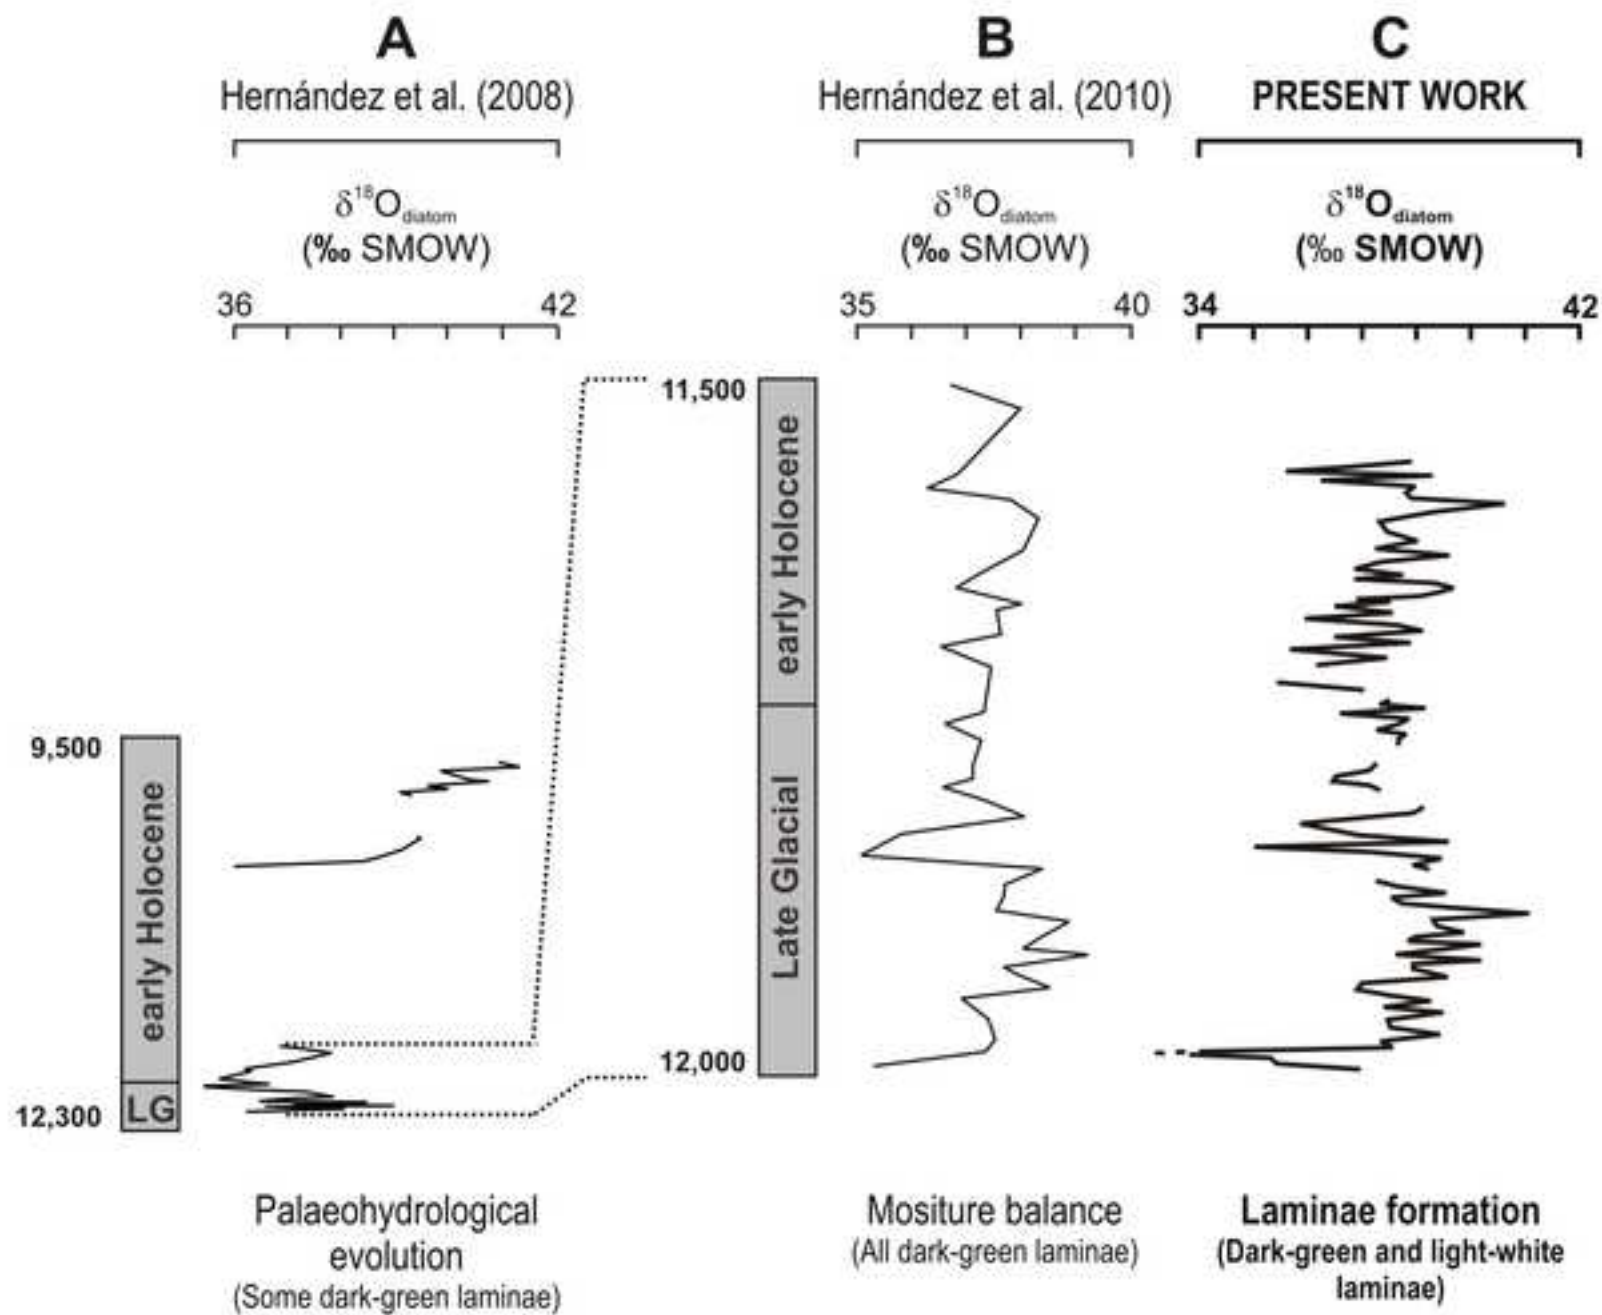 A
B
C
Hernández et al. (2008)
Hernández et al. (2010)
PRESENT WORK
δ18Odiatom
(‰ SMOW)
δ18Odiatom
(‰ SMOW)
δ18Odiatom
(‰ SMOW)
36 42
35 40
34 42
11,500
early Holocene
Late Glacial
12,000
9,500
early Holocene
LG
12,300
Palaeohydrological
evolution
(Some dark-green laminae)
Mositure balance
(All dark-green laminae)
Laminae formation
(Dark-green and light-white
laminae)